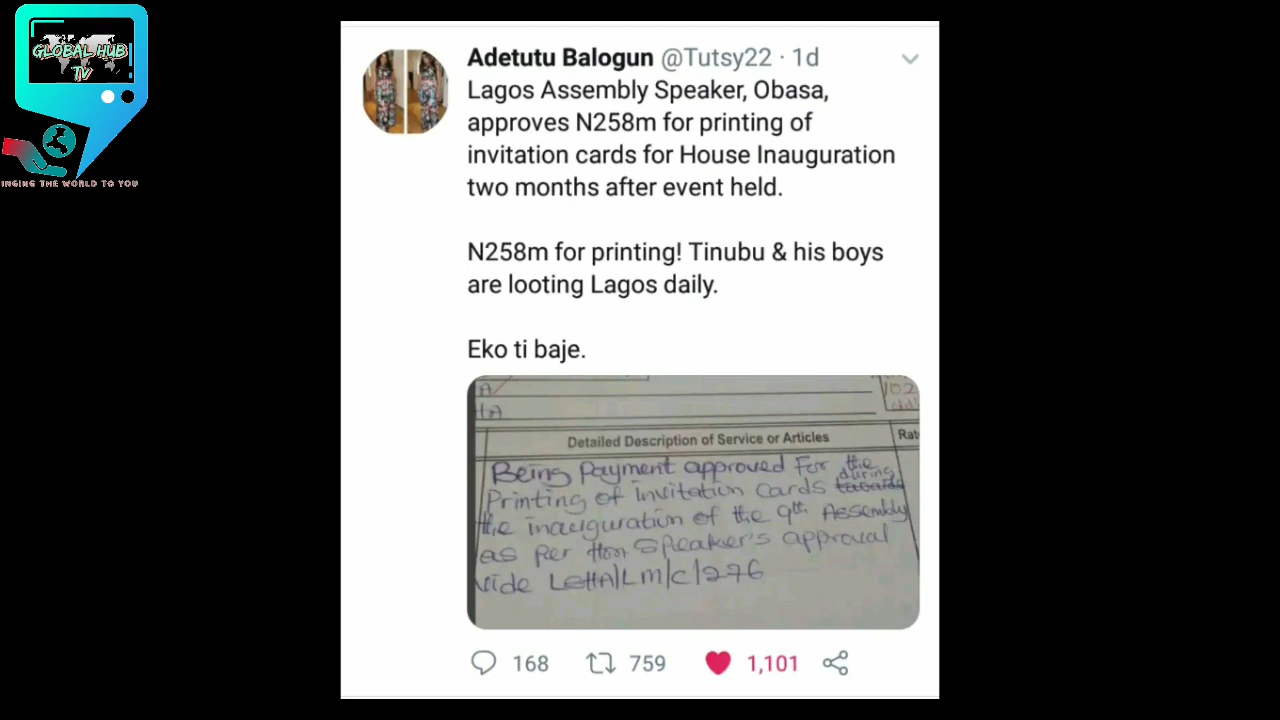 GLOBAL HUB
TV
INGING THE WORLD TO YOU
Adetutu Balogun @Tutsy22 · 1d
Lagos Assembly Speaker, Obasa,
approves N258m for printing of
invitation cards for House Inauguration
two months after event held.
N258m for printing! Tinubu & his boys
are looting Lagos daily.
Eko ti baje.
Detailed Description of Service or Articles
Rat
Being Payment approved For the
during
Printing of invitation Cards towards
the inauguration of the 9th Assembly
as per Hon Speaker's approval
vide LSHA/LM/C/276
168 759 1,101